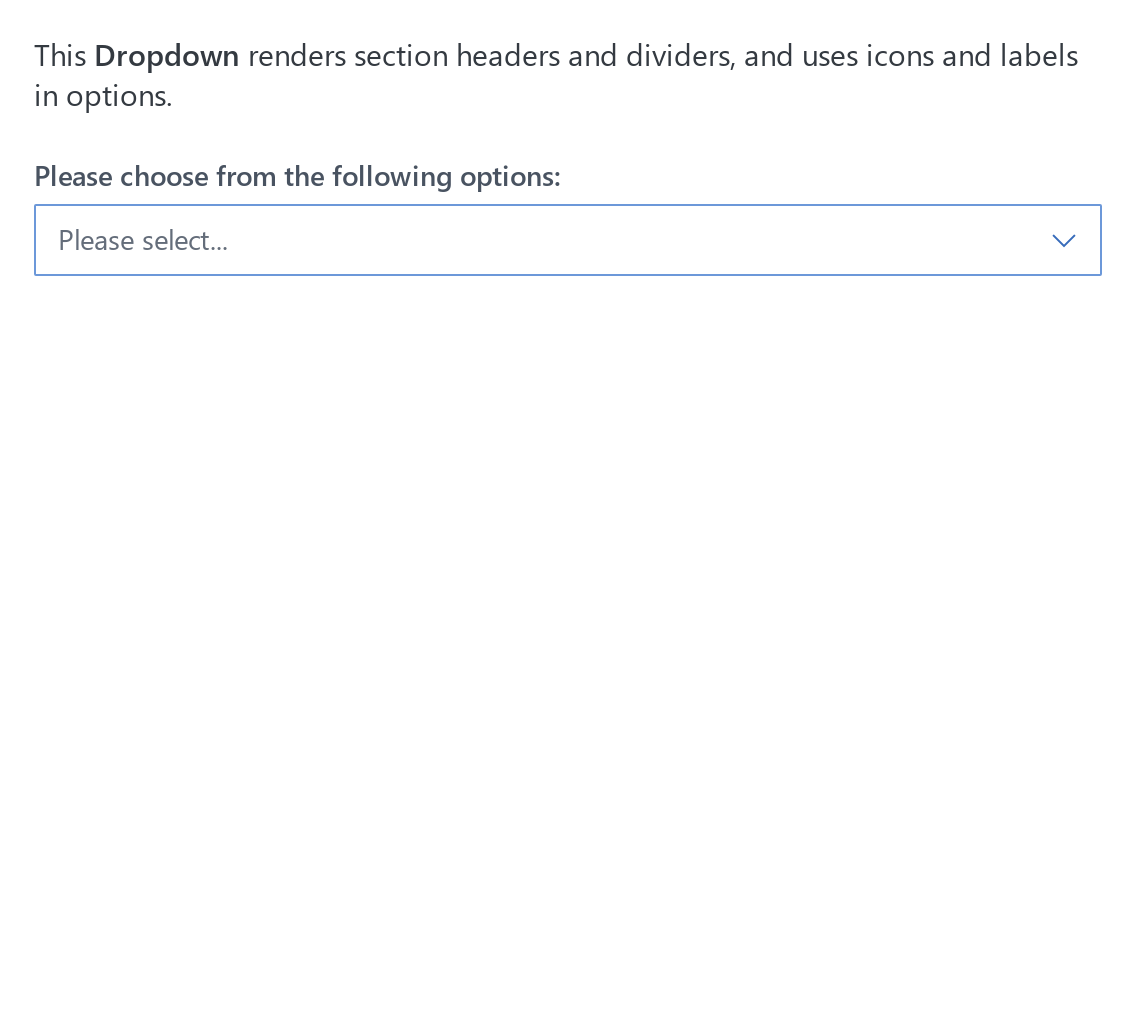 This Dropdown renders section headers and dividers, and uses icons and labels
in options.
Please choose from the following options:
Please select...